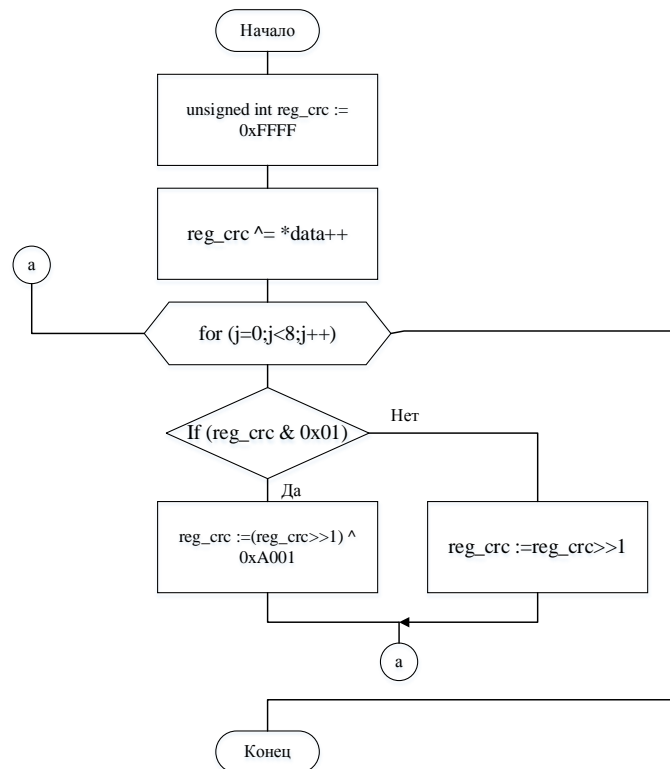 Начало
unsigned int reg_crc :=
0xFFFF
reg_crc ^= *data++
a
for (j=0;j<8;j++)
If (reg_crc & 0x01)
Нет
Да
reg_crc :=(reg_crc>>1) ^
0xA001
reg_crc :=reg_crc>>1
a
Конец